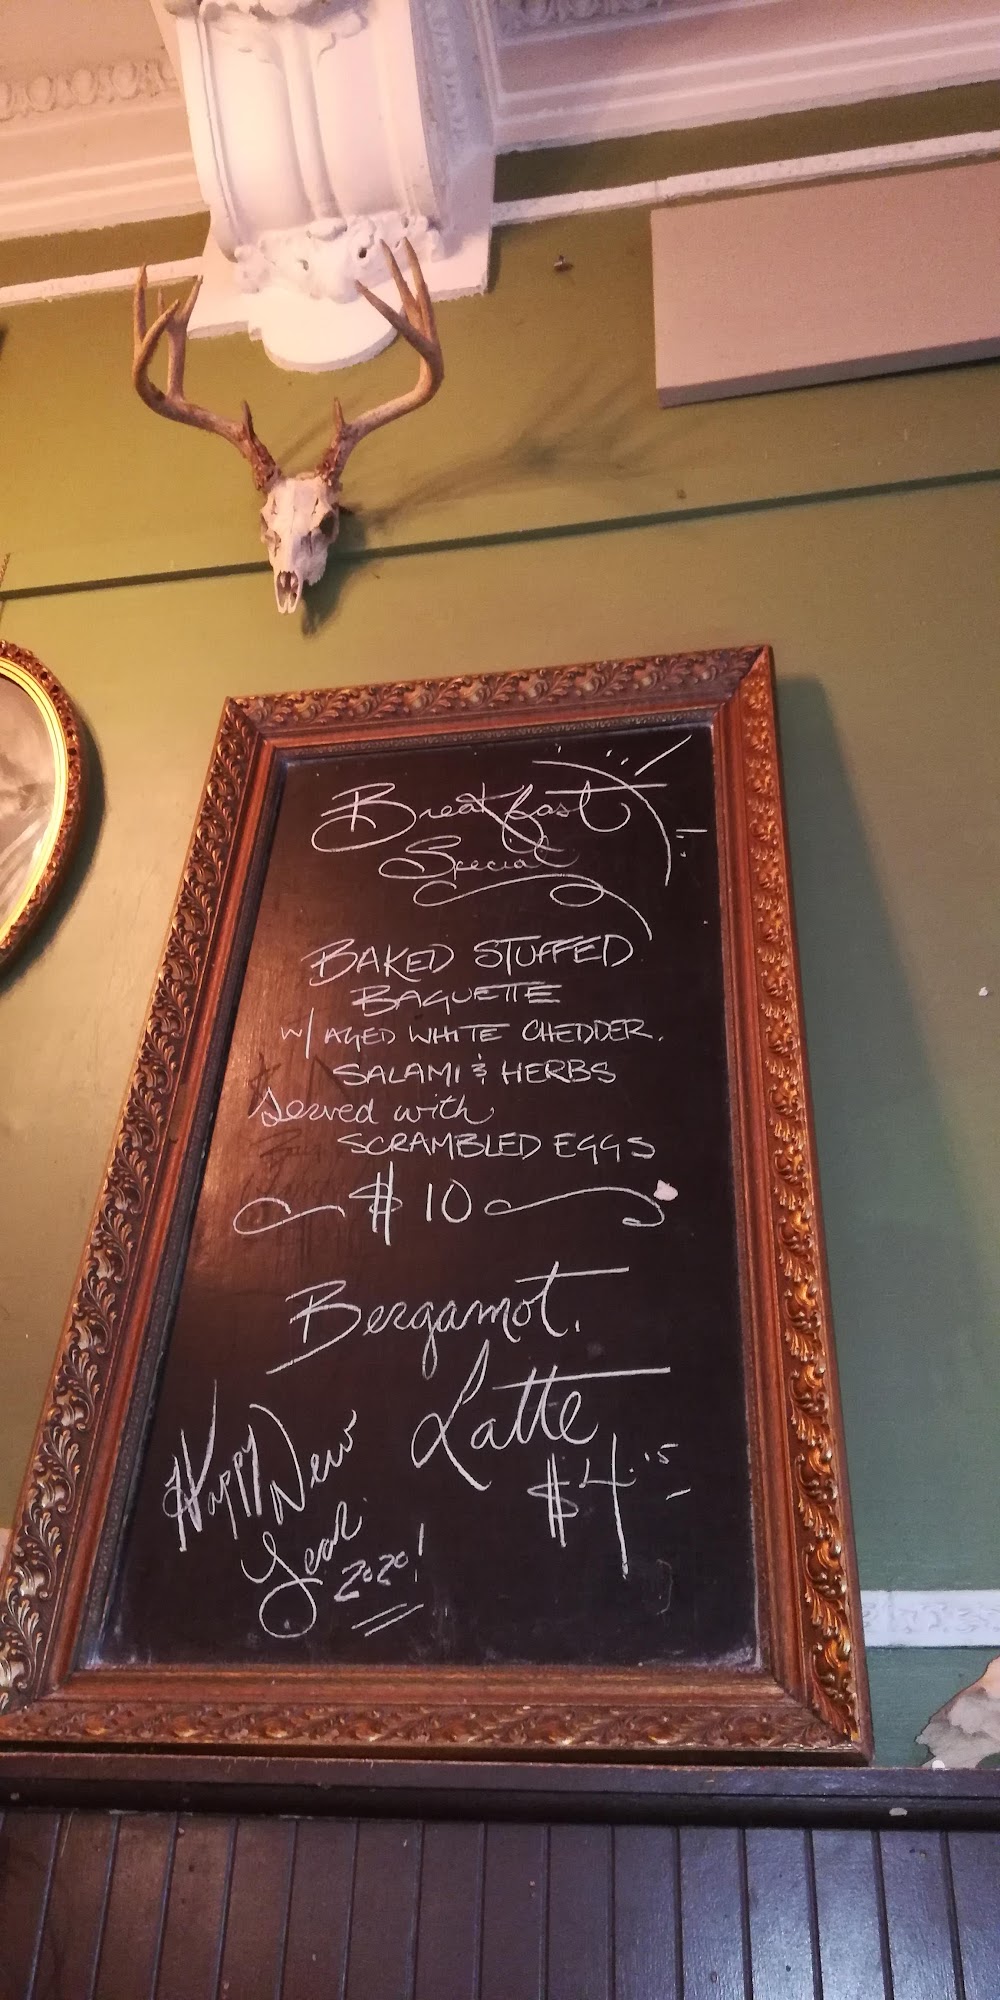 Breakfast
Special
BAKED STUFFED
BAGUETTE
W/ AGED WHITE CHEDDER.
SALAMI & HERBS
Served with
SCRAMBLED EGGS
$10
Bergamot.
Latte
$4.15
Happy New
Year
2020!